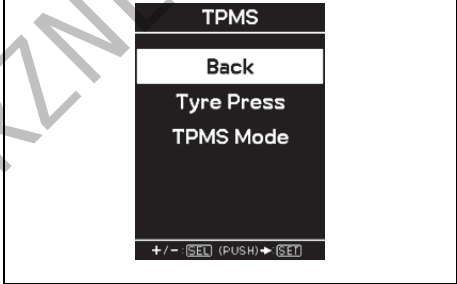 TPMS
Back
Tyre Press
TPMS Mode
+/-:SEL (PUSH)➔:SET